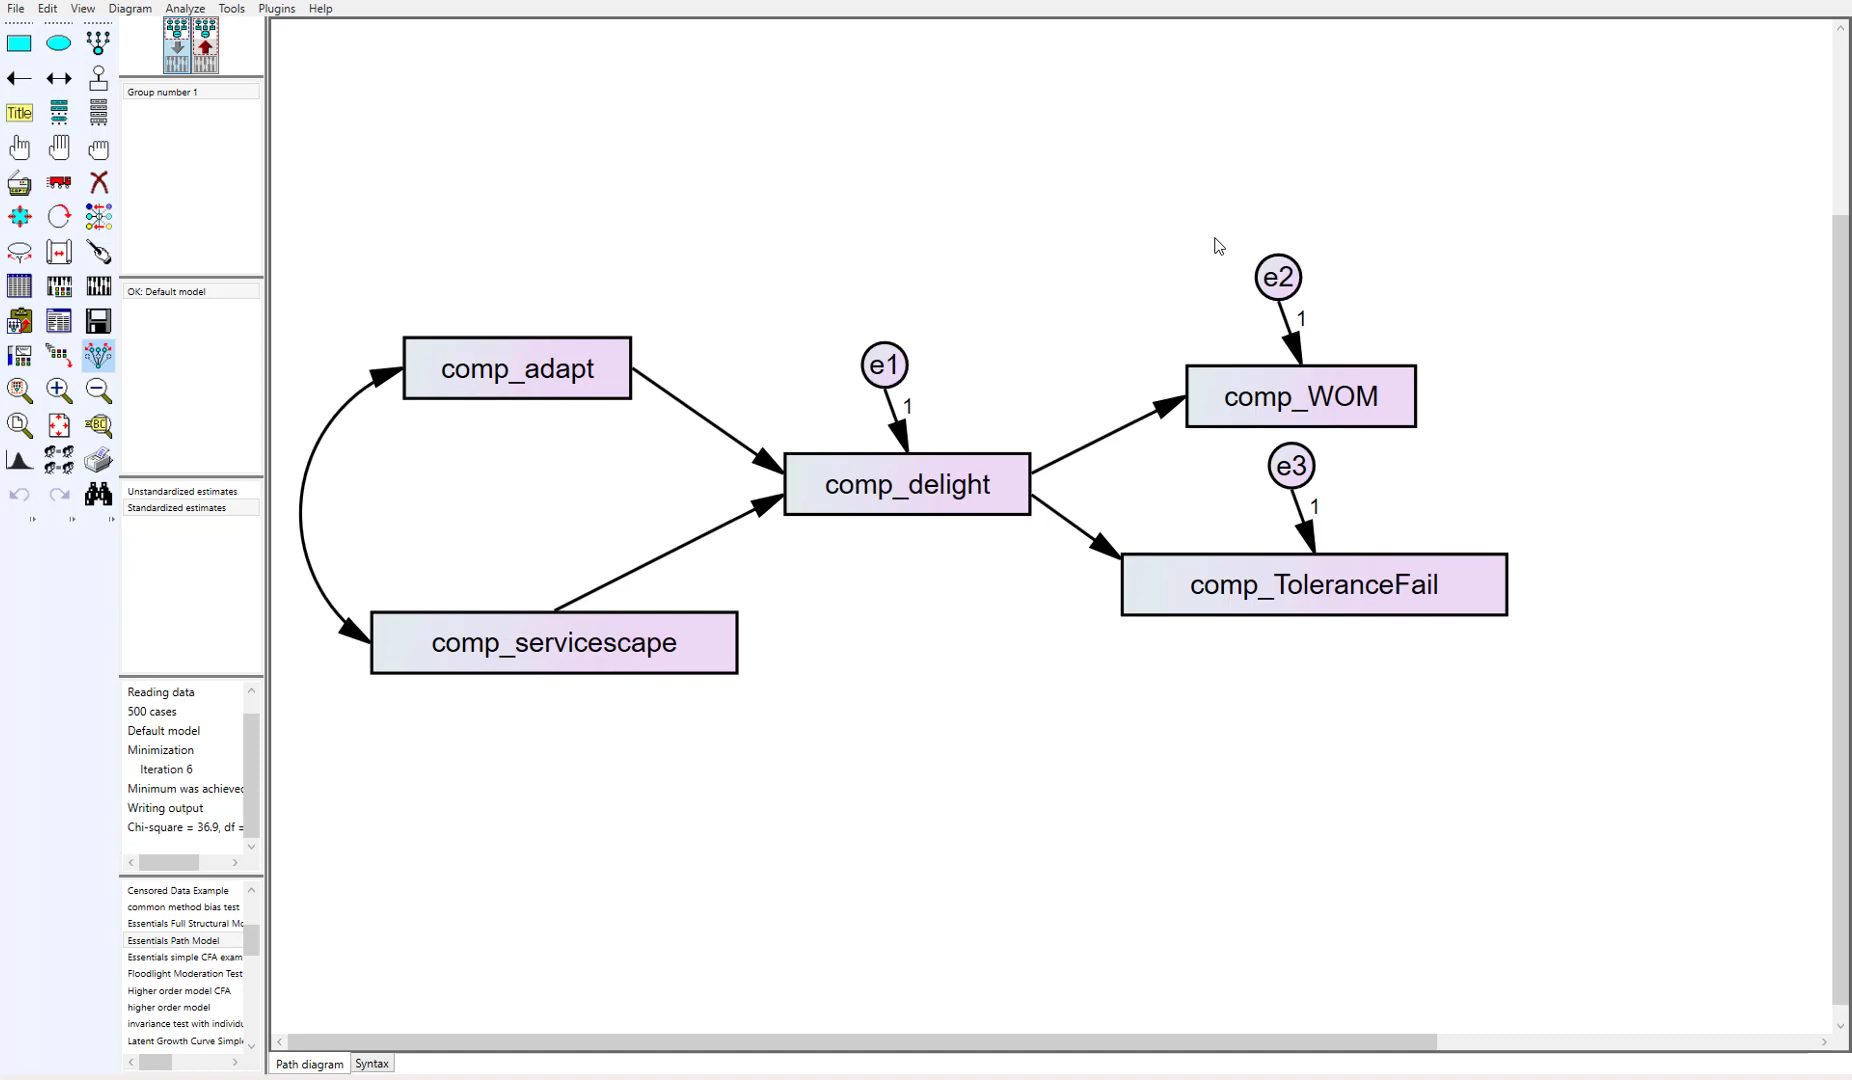 File Edit View Diagram Analyze Tools Plugins Help
Title
Group number 1
OK: Default model
Unstandardized estimates
Standardized estimates
Reading data
500 cases
Default model
Minimization
Iteration 6
Minimum was achieved
Writing output
Chi-square = 36.9, df =
Censored Data Example
common method bias test
Essentials Full Structural Mo
Essentials Path Model
Essentials simple CFA exam
Floodlight Moderation Test
Higher order model CFA
higher order model
invariance test with individu
Latent Growth Curve Simple
e2
1
comp_adapt
e1
1
comp_WOM
e3
1
comp_delight
comp_ToleranceFail
comp_servicescape
Path diagram Syntax